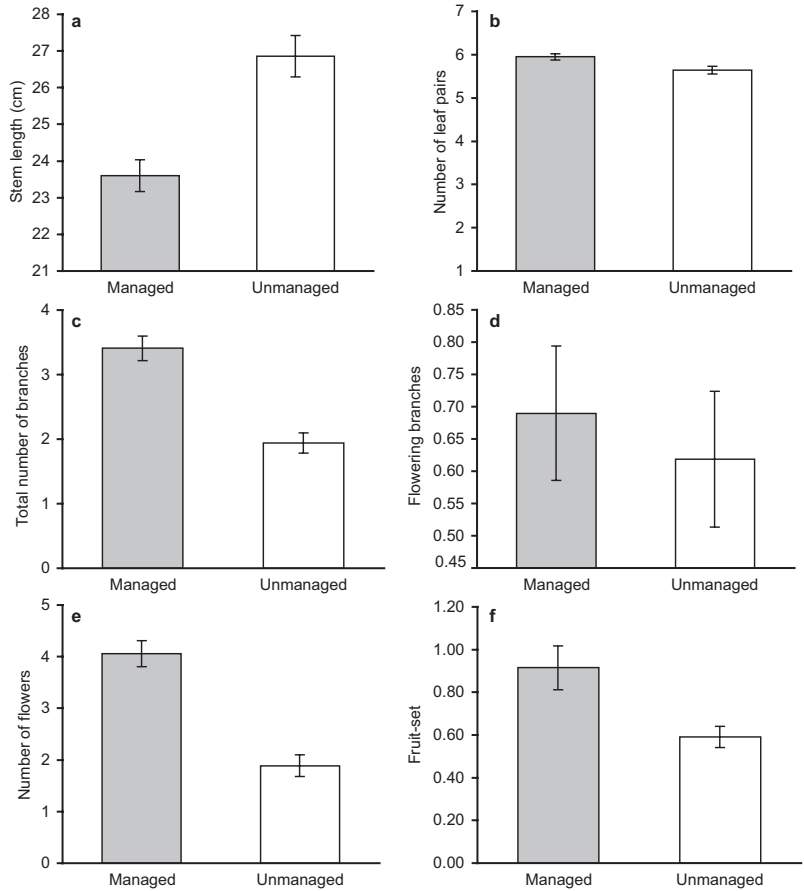 a
Stem length (cm)
28
27
26
25
24
23
22
21
Managed Unmanaged
b
Number of leaf pairs
7
6
5
4
3
2
1
Managed Unmanaged
c
Total number of branches
4
3
2
1
0
Managed Unmanaged
d
Flowering branches
0.85
0.80
0.75
0.70
0.65
0.60
0.55
0.50
0.45
Managed Unmanaged
e
Number of flowers
5
4
3
2
1
0
Managed Unmanaged
f
Fruit-set
1.20
1.00
0.80
0.60
0.40
0.20
0.00
Managed Unmanaged